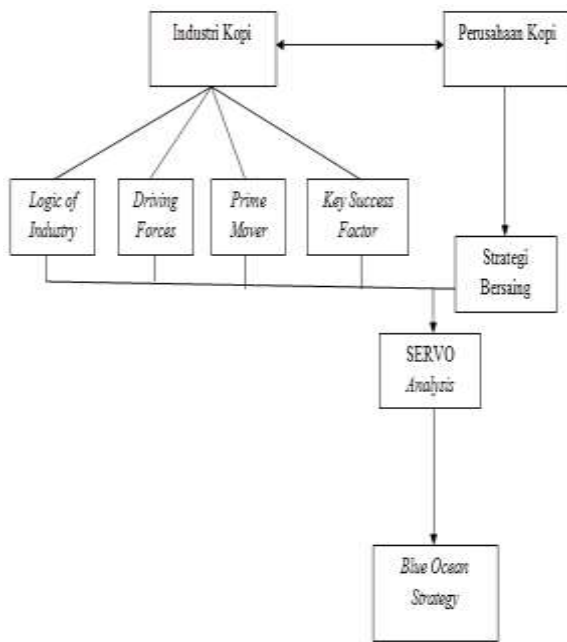 Industri Kopi
Perusahaan Kopi
Logic of
Industry
Driving
Forces
Prime
Mover
Key Success
Factor
Strategi
Bersaing
SERVO
Analysis
Blue Ocean
Strategy